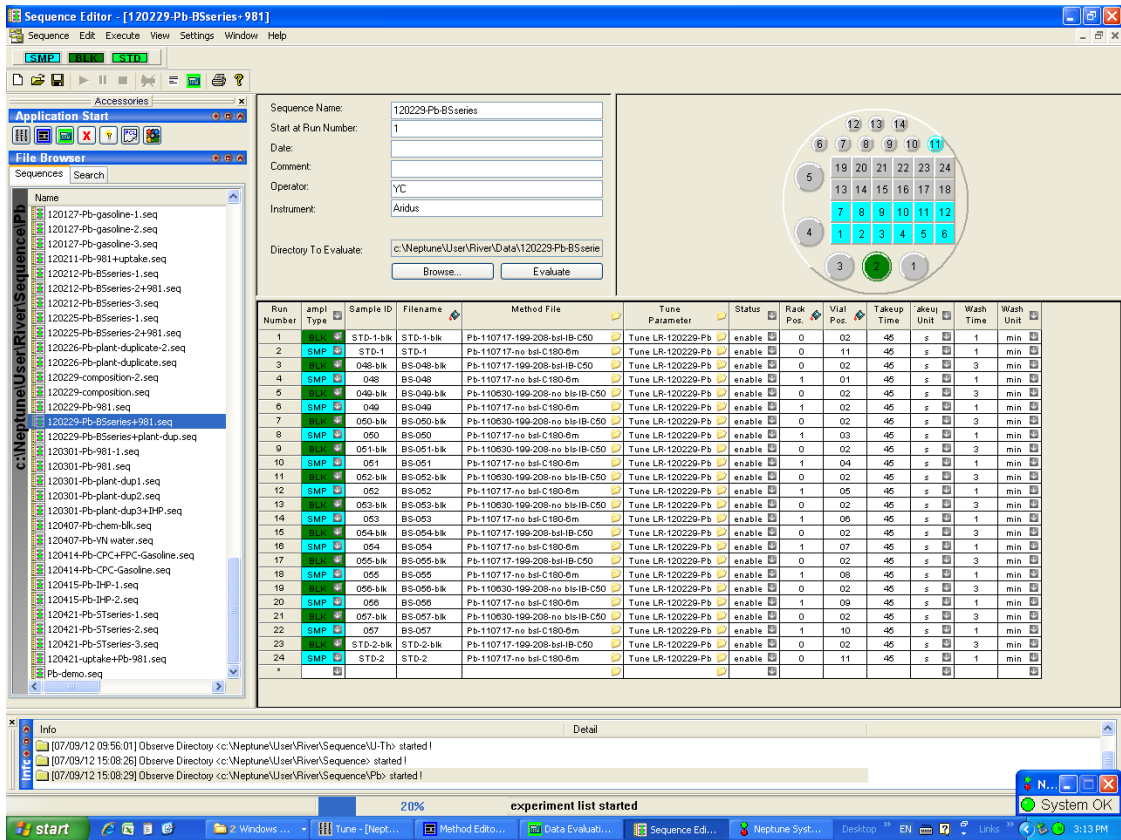 Sequence Editor - [120229-Pb-BSseries+981]
Sequence Edit Execute View Settings Window Help
SMP BLK STD
Accessories
Application Start
File Browser
Sequences Search
c:\Neptune\User\River\Sequence\Pb
Name
120127-Pb-gasoline-1.seq
120127-Pb-gasoline-2.seq
120127-Pb-gasoline-3.seq
120211-Pb-981+uptake.seq
120212-Pb-BSseries-1.seq
120212-Pb-BSseries-2+981.seq
120212-Pb-BSseries-3.seq
120225-Pb-BSseries-1.seq
120225-Pb-BSseries-2+981.seq
120226-Pb-plant-duplicate-2.seq
120226-Pb-plant-duplicate.seq
120229-composition-2.seq
120229-composition.seq
120229-Pb-981.seq
120229-Pb-BSseries+981.seq
120229-Pb-BSseries+plant-dup.seq
120301-Pb-981-1.seq
120301-Pb-981.seq
120301-Pb-plant-dup1.seq
120301-Pb-plant-dup2.seq
120301-Pb-plant-dup3+IHP.seq
120407-Pb-chem-blk.seq
120407-Pb-VN water.seq
120414-Pb-CPC+FPC-Gasoline.seq
120414-Pb-CPC-Gasoline.seq
120415-Pb-IHP-1.seq
120415-Pb-IHP-2.seq
120421-Pb-STseries-1.seq
120421-Pb-STseries-2.seq
120421-Pb-STseries-3.seq
120421-uptake+Pb-981.seq
Pb-demo.seq
Sequence Name: 120229-Pb-BSseries
Start at Run Number: 1
Date:
Comment:
Operator: YC
Instrument: Aridus
Directory To Evaluate: c:\Neptune\User\River\Data\120229-Pb-BSserie
Browse... Evaluate
12 13 14
6 7 8 9 10 11
5 19 20 21 22 23 24
13 14 15 16 17 18
7 8 9 10 11 12
4 1 2 3 4 5 6
3 2 1
Run Number ampl Type Sample ID Filename Method File Tune Parameter Status Rack Pos. Vial Pos. Takeup Time akeu Unit Wash Time Wash Unit
1 BLK STD-1-blk STD-1-blk Pb-110717-199-208-bsl-IB-C50 Tune LR-120229-Pb enable 0 02 45 s 1 min
2 SMP STD-1 STD-1 Pb-110717-no bsl-C180-6m Tune LR-120229-Pb enable 0 11 45 s 1 min
3 BLK 048-blk BS-048-blk Pb-110717-199-208-bsl-IB-C50 Tune LR-120229-Pb enable 0 02 45 s 3 min
4 SMP 048 BS-048 Pb-110717-no bsl-C180-6m Tune LR-120229-Pb enable 1 01 45 s 1 min
5 BLK 049-blk BS-049-blk Pb-110630-199-208-no bls-IB-C50 Tune LR-120229-Pb enable 0 02 45 s 3 min
6 SMP 049 BS-049 Pb-110717-no bsl-C180-6m Tune LR-120229-Pb enable 1 02 45 s 1 min
7 BLK 050-blk BS-050-blk Pb-110630-199-208-no bls-IB-C50 Tune LR-120229-Pb enable 0 02 45 s 3 min
8 SMP 050 BS-050 Pb-110717-no bsl-C180-6m Tune LR-120229-Pb enable 1 03 45 s 1 min
9 BLK 051-blk BS-051-blk Pb-110630-199-208-no bls-IB-C50 Tune LR-120229-Pb enable 0 02 45 s 3 min
10 SMP 051 BS-051 Pb-110717-no bsl-C180-6m Tune LR-120229-Pb enable 1 04 45 s 1 min
11 BLK 052-blk BS-052-blk Pb-110630-199-208-no bls-IB-C50 Tune LR-120229-Pb enable 0 02 45 s 3 min
12 SMP 052 BS-052 Pb-110717-no bsl-C180-6m Tune LR-120229-Pb enable 1 05 45 s 1 min
13 BLK 053-blk BS-053-blk Pb-110630-199-208-no bls-IB-C50 Tune LR-120229-Pb enable 0 02 45 s 3 min
14 SMP 053 BS-053 Pb-110717-no bsl-C180-6m Tune LR-120229-Pb enable 1 06 45 s 1 min
15 BLK 054-blk BS-054-blk Pb-110630-199-208-no bls-IB-C50 Tune LR-120229-Pb enable 0 02 45 s 3 min
16 SMP 054 BS-054 Pb-110717-no bsl-C180-6m Tune LR-120229-Pb enable 1 07 45 s 1 min
17 BLK 055-blk BS-055-blk Pb-110717-199-208-bsl-IB-C50 Tune LR-120229-Pb enable 0 02 45 s 3 min
18 SMP 055 BS-055 Pb-110717-no bsl-C180-6m Tune LR-120229-Pb enable 1 08 45 s 1 min
19 BLK 056-blk BS-056-blk Pb-110630-199-208-no bls-IB-C50 Tune LR-120229-Pb enable 0 02 45 s 3 min
20 SMP 056 BS-056 Pb-110717-no bsl-C180-6m Tune LR-120229-Pb enable 1 09 45 s 1 min
21 BLK 057-blk BS-057-blk Pb-110630-199-208-no bls-IB-C50 Tune LR-120229-Pb enable 0 02 45 s 3 min
22 SMP 057 BS-057 Pb-110717-no bsl-C180-6m Tune LR-120229-Pb enable 1 10 45 s 1 min
23 BLK STD-2-blk STD-2-blk Pb-110717-199-208-bsl-IB-C50 Tune LR-120229-Pb enable 0 02 45 s 3 min
24 SMP STD-2 STD-2 Pb-110717-no bsl-C180-6m Tune LR-120229-Pb enable 0 11 45 s 1 min
*
Info Detail
[07/09/12 09:56:01] Observe Directory <c:\Neptune\User\River\Sequence\U-Th> started !
[07/09/12 15:08:26] Observe Directory <c:\Neptune\User\River\Sequence> started !
[07/09/12 15:08:29] Observe Directory <c:\Neptune\User\River\Sequence\Pb> started !
N...
System OK
20% experiment list started
start 2 Windows ... Tune - [Nept... Method Edito... Data Evaluati... Sequence Edi... Neptune Syst... Desktop EN Links 3:13 PM